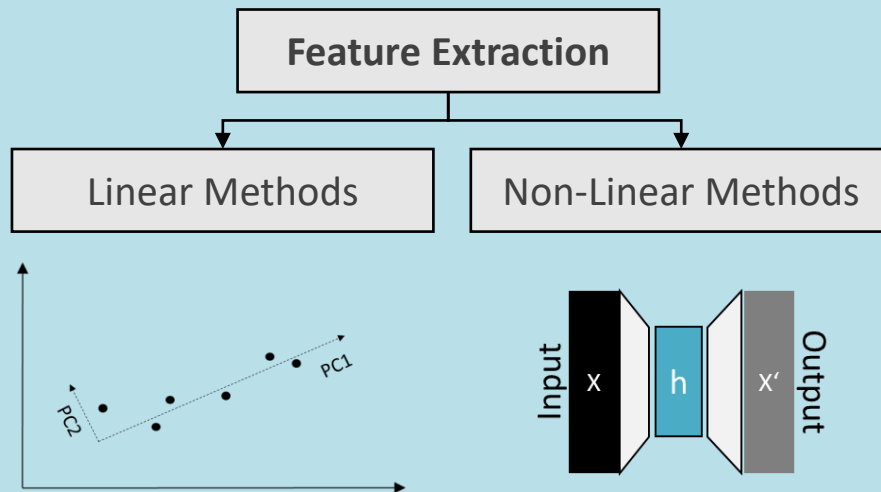 Feature Extraction
Linear Methods
Non-Linear Methods
PC1
PC2
Input
x
h
x‘
Output